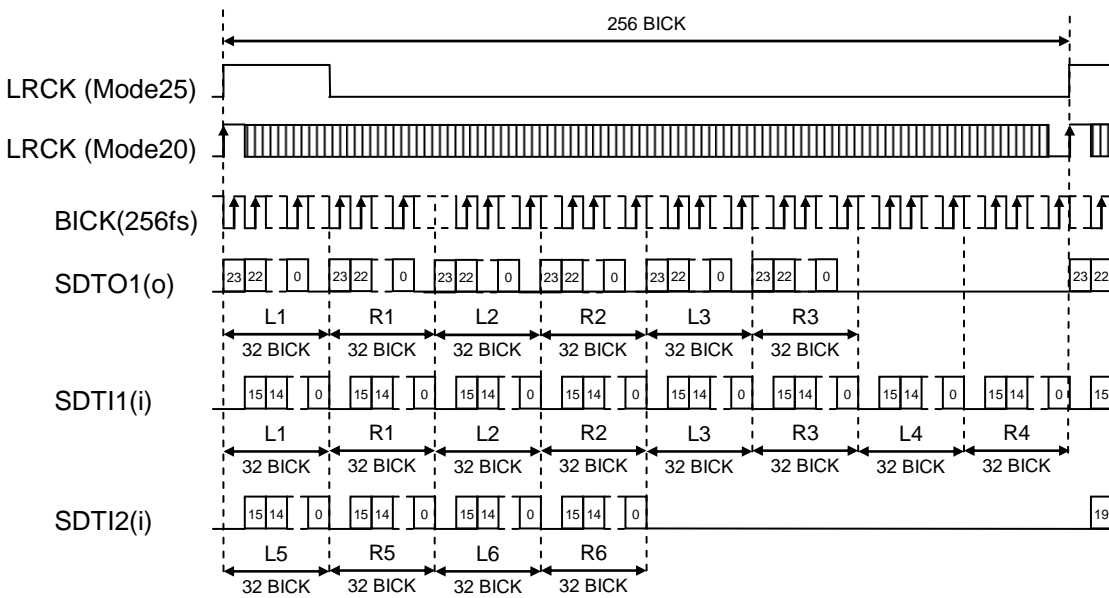 256 BICK
LRCK (Mode25)
LRCK (Mode20)
BICK(256fs)
SDTO1(o)
23 22 0 23 22 0 23 22 0 23 22 0 23 22 0 23 22 0 23 22
L1 R1 L2 R2 L3 R3
32 BICK 32 BICK 32 BICK 32 BICK 32 BICK 32 BICK
SDTI1(i)
15 14 0 15 14 0 15 14 0 15 14 0 15 14 0 15 14 0 15 14 0 15 14 0 15
L1 R1 L2 R2 L3 R3 L4 R4
32 BICK 32 BICK 32 BICK 32 BICK 32 BICK 32 BICK 32 BICK 32 BICK
SDTI2(i)
15 14 0 15 14 0 15 14 0 15 14 0 19
L5 R5 L6 R6
32 BICK 32 BICK 32 BICK 32 BICK